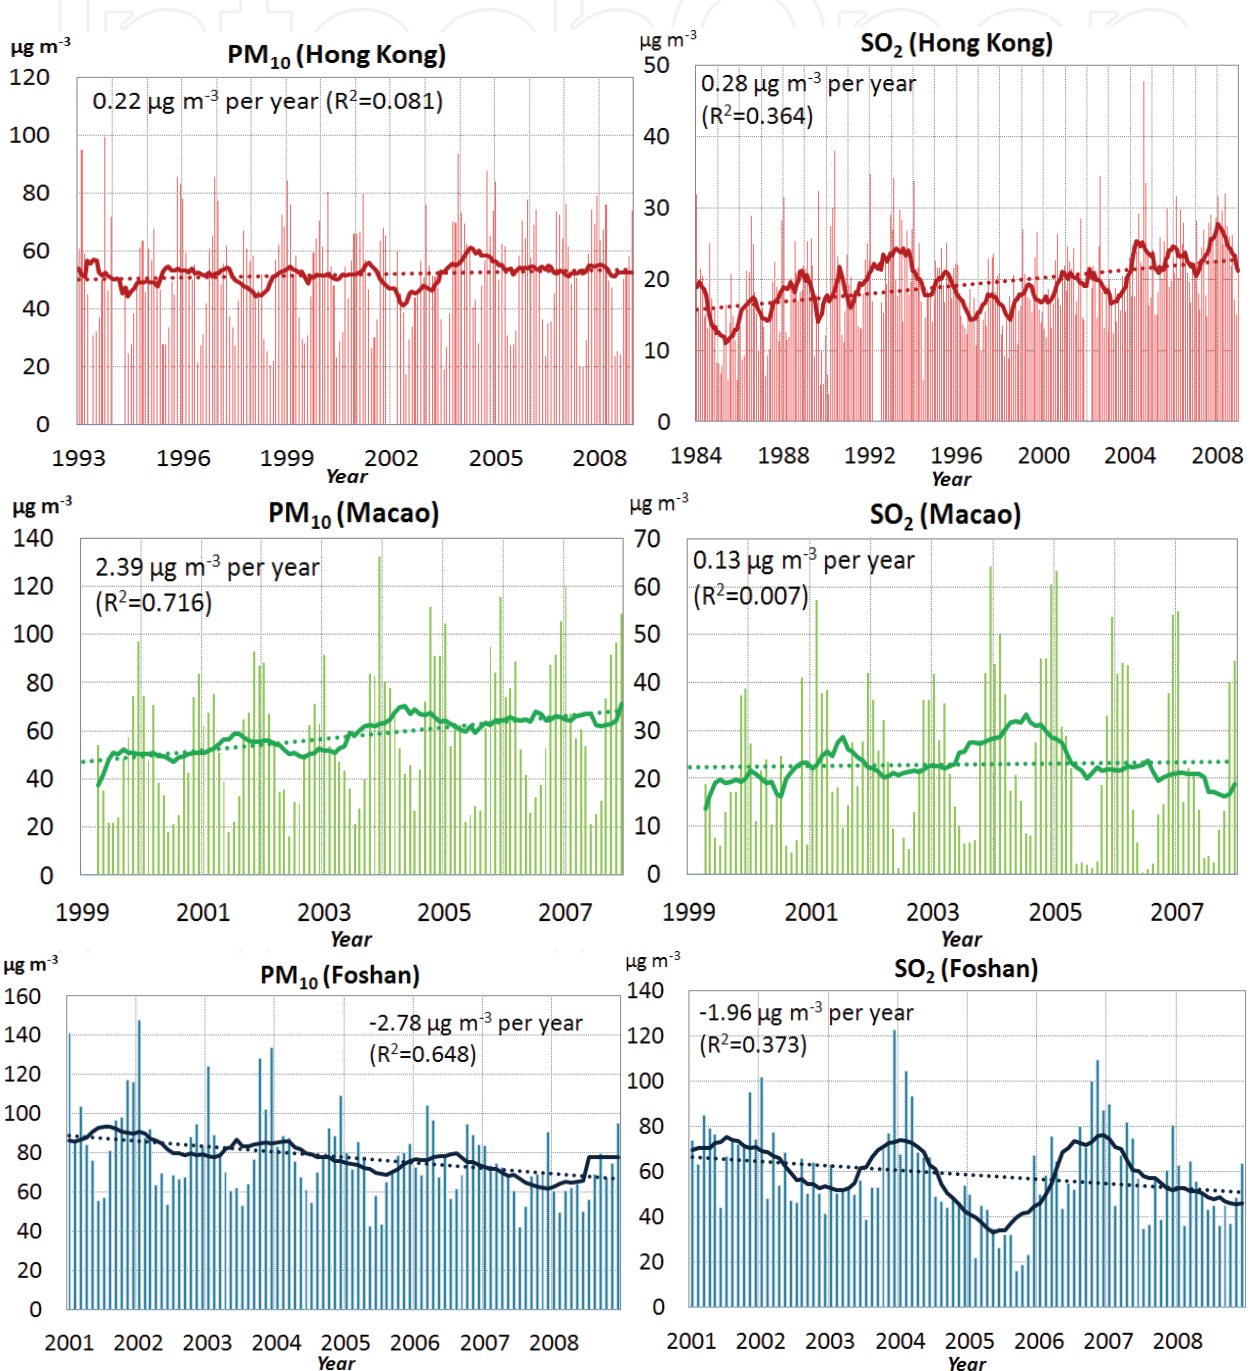 IntechOpen
µg m-3
PM10 (Hong Kong)
120
100
80
60
40
20
0
0.22 µg m-3 per year (R2=0.081)
1993 1996 1999 2002 2005 2008
Year
µg m-3
SO2 (Hong Kong)
50
40
30
20
10
0
0.28 µg m-3 per year
(R2=0.364)
1984 1988 1992 1996 2000 2004 2008
Year
µg m-3
PM10 (Macao)
140
120
100
80
60
40
20
0
2.39 µg m-3 per year
(R2=0.716)
1999 2001 2003 2005 2007
Year
µg m-3
SO2 (Macao)
70
60
50
40
30
20
10
0
0.13 µg m-3 per year
(R2=0.007)
1999 2001 2003 2005 2007
Year
µg m-3
PM10 (Foshan)
160
140
120
100
80
60
40
20
0
-2.78 µg m-3 per year
(R2=0.648)
2001 2002 2003 2004 2005 2006 2007 2008
Year
µg m-3
SO2 (Foshan)
140
120
100
80
60
40
20
0
-1.96 µg m-3 per year
(R2=0.373)
2001 2002 2003 2004 2005 2006 2007 2008
Year